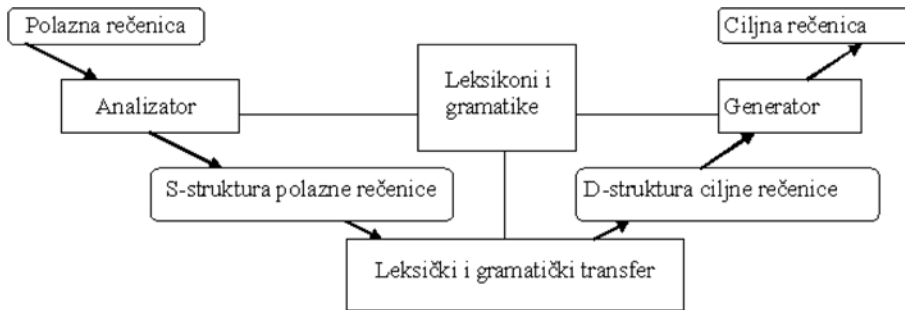 Polazna rečenica
Ciljna rečenica
Leksikoni i
gramatike
Analizator
Generator
S-struktura polazne rečenice
D-struktura ciljne rečenice
Leksički i gramatički transfer